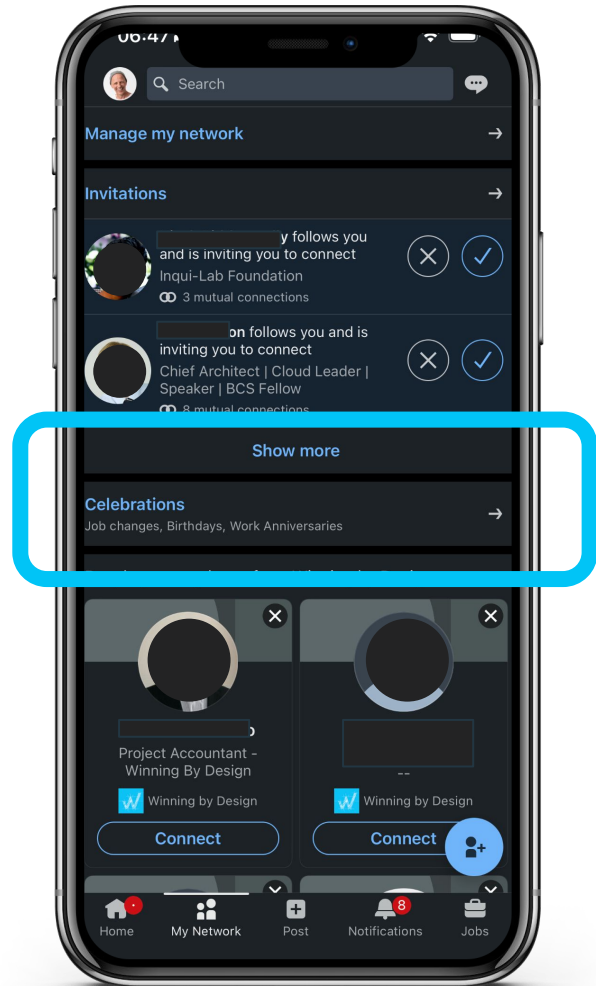 06:47
Search
Manage my network
Invitations
y follows you
and is inviting you to connect
Inqui-Lab Foundation
3 mutual connections
on follows you and is
inviting you to connect
Chief Architect | Cloud Leader |
Speaker | BCS Fellow
8 mutual connections
Show more
Celebrations
Job changes, Birthdays, Work Anniversaries
Project Accountant -
Winning By Design
Winning by Design
Connect
--
Winning by Design
Connect
Home
My Network
Post
8
Notifications
Jobs